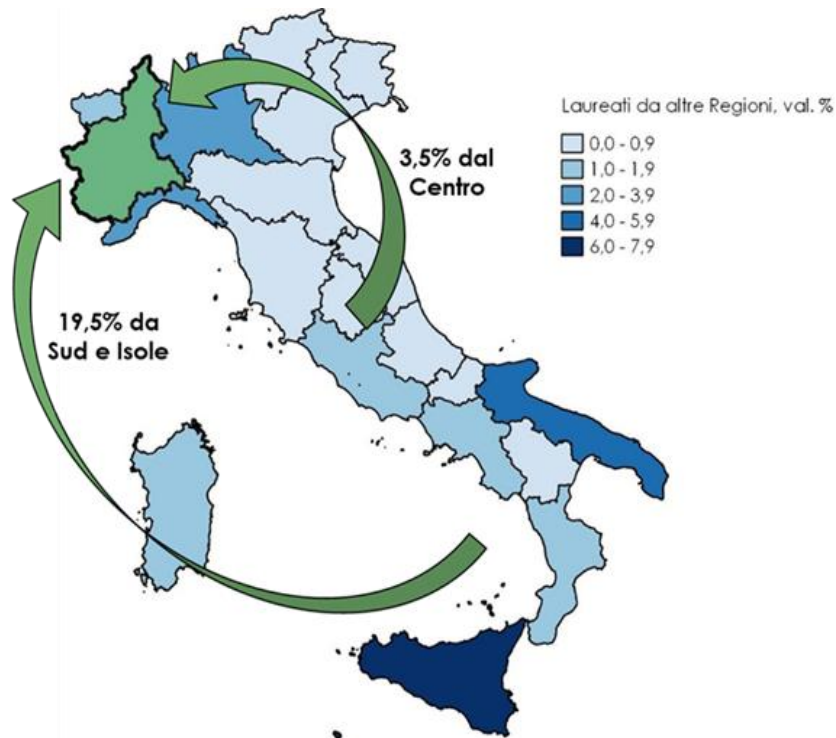 Laureati da altre Regioni, val. %
0,0 - 0,9
1,0 - 1,9
2,0 - 3,9
4,0 - 5,9
6,0 - 7,9
3,5% dal
Centro
19,5% da
Sud e Isole